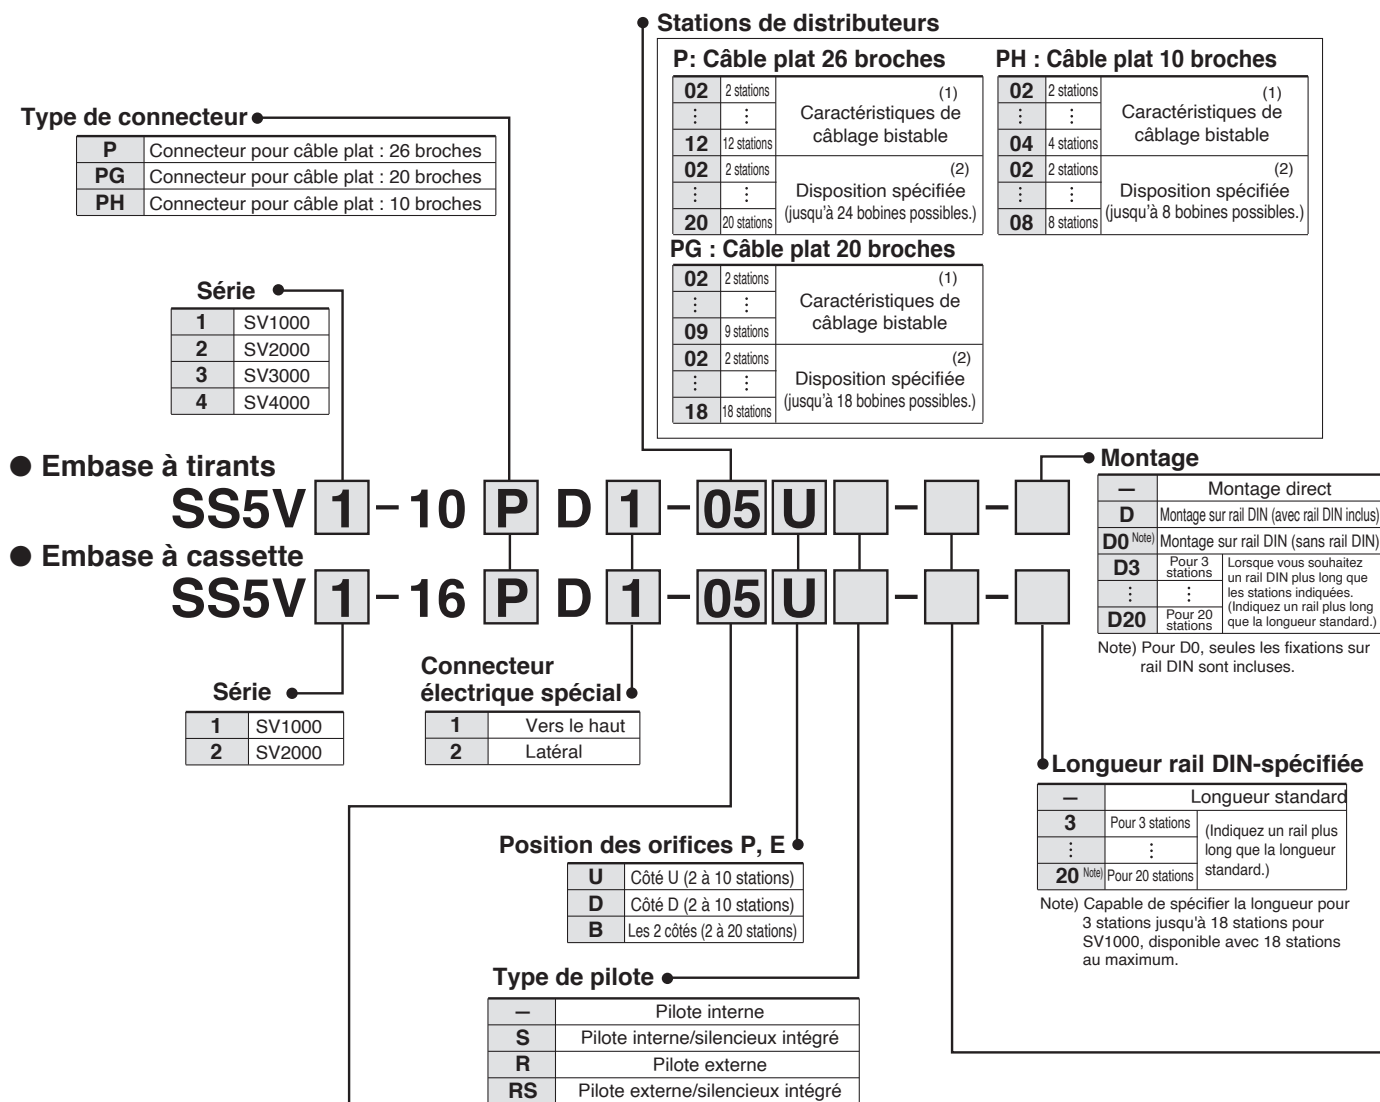 Stations de distributeurs
P: Câble plat 26 broches
02 2 stations
⋮ ⋮
12 12 stations
(1)
Caractéristiques de
câblage bistable
02 2 stations
⋮ ⋮
20 20 stations
(2)
Disposition spécifiée
(jusqu'à 24 bobines possibles.)
PH : Câble plat 10 broches
02 2 stations
⋮ ⋮
04 4 stations
(1)
Caractéristiques de
câblage bistable
02 2 stations
⋮ ⋮
08 8 stations
(2)
Disposition spécifiée
(jusqu'à 8 bobines possibles.)
PG : Câble plat 20 broches
02 2 stations
⋮ ⋮
09 9 stations
(1)
Caractéristiques de
câblage bistable
02 2 stations
⋮ ⋮
18 18 stations
(2)
Disposition spécifiée
(jusqu'à 18 bobines possibles.)
Type de connecteur
P Connecteur pour câble plat : 26 broches
PG Connecteur pour câble plat : 20 broches
PH Connecteur pour câble plat : 10 broches
Série
1 SV1000
2 SV2000
3 SV3000
4 SV4000
● Embase à tirants
SS5V 1 - 10 P D 1 - 05 U - -
● Embase à cassette
SS5V 1 - 16 P D 1 - 05 U - -
Montage
— Montage direct
D Montage sur rail DIN (avec rail DIN inclus)
D0 Note) Montage sur rail DIN (sans rail DIN)
D3 Pour 3 stations
⋮ ⋮
D20 Pour 20 stations
Lorsque vous souhaitez
un rail DIN plus long que
les stations indiquées.
(Indiquez un rail plus long
que la longueur standard.)
Note) Pour D0, seules les fixations sur
rail DIN sont incluses.
Série
1 SV1000
2 SV2000
Connecteur
électrique spécial
1 Vers le haut
2 Latéral
Longueur rail DIN-spécifiée
— Longueur standard
3 Pour 3 stations
⋮ ⋮
20 Note) Pour 20 stations
(Indiquez un rail plus
long que la longueur
standard.)
Note) Capable de spécifier la longueur pour
3 stations jusqu'à 18 stations pour
SV1000, disponible avec 18 stations
au maximum.
Position des orifices P, E
U Côté U (2 à 10 stations)
D Côté D (2 à 10 stations)
B Les 2 côtés (2 à 20 stations)
Type de pilote
— Pilote interne
S Pilote interne/silencieux intégré
R Pilote externe
RS Pilote externe/silencieux intégré